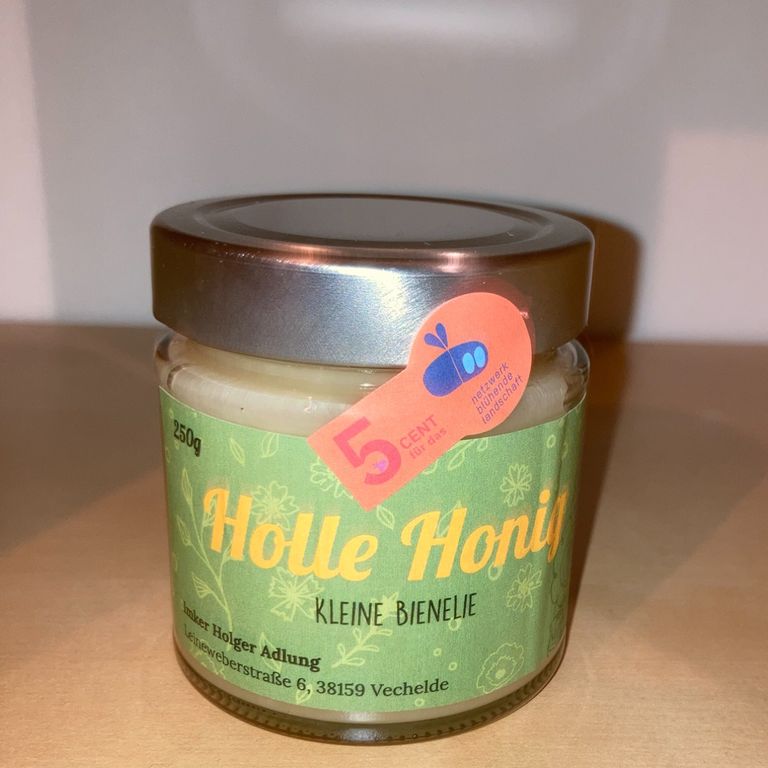 netzwerk
blühende
landschaft
5
CENT
für das
250g
Holle Honig
KLEINE BIENELIE
Imker Holger Adlung
Leineweberstraße 6, 38159 Vechelde